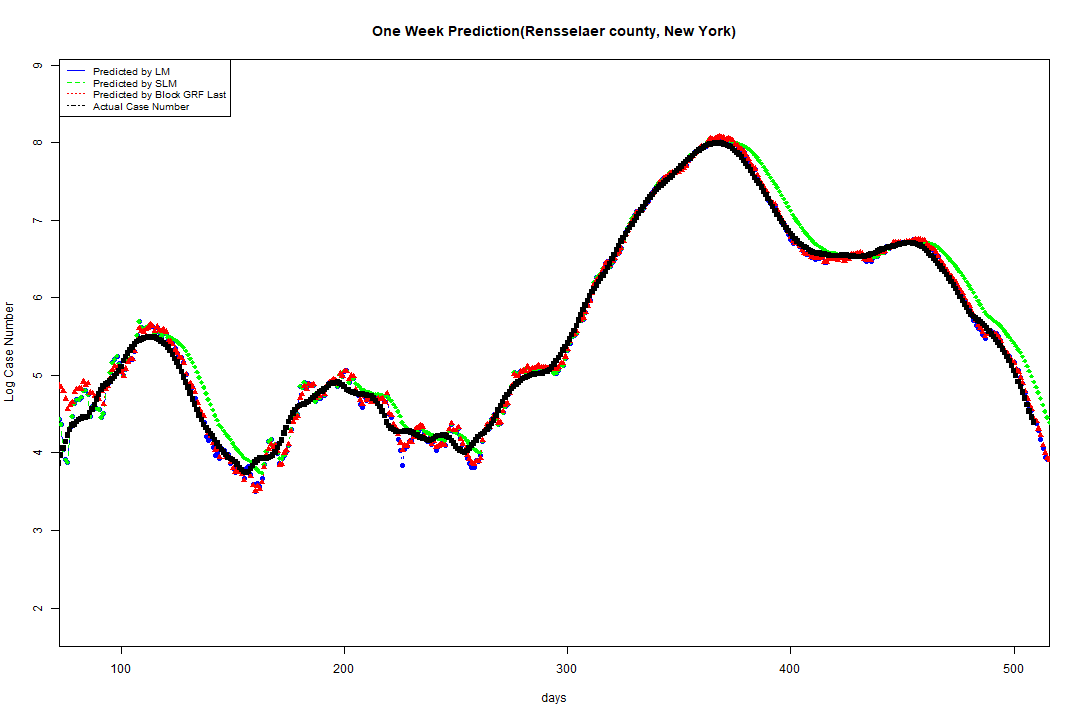 One Week Prediction(Rensselaer county, New York)
Predicted by LM
Predicted by SLM
Predicted by Block GRF Last
Actual Case Number
Log Case Number
9
8
7
6
5
4
3
2
100 200 300 400 500
days